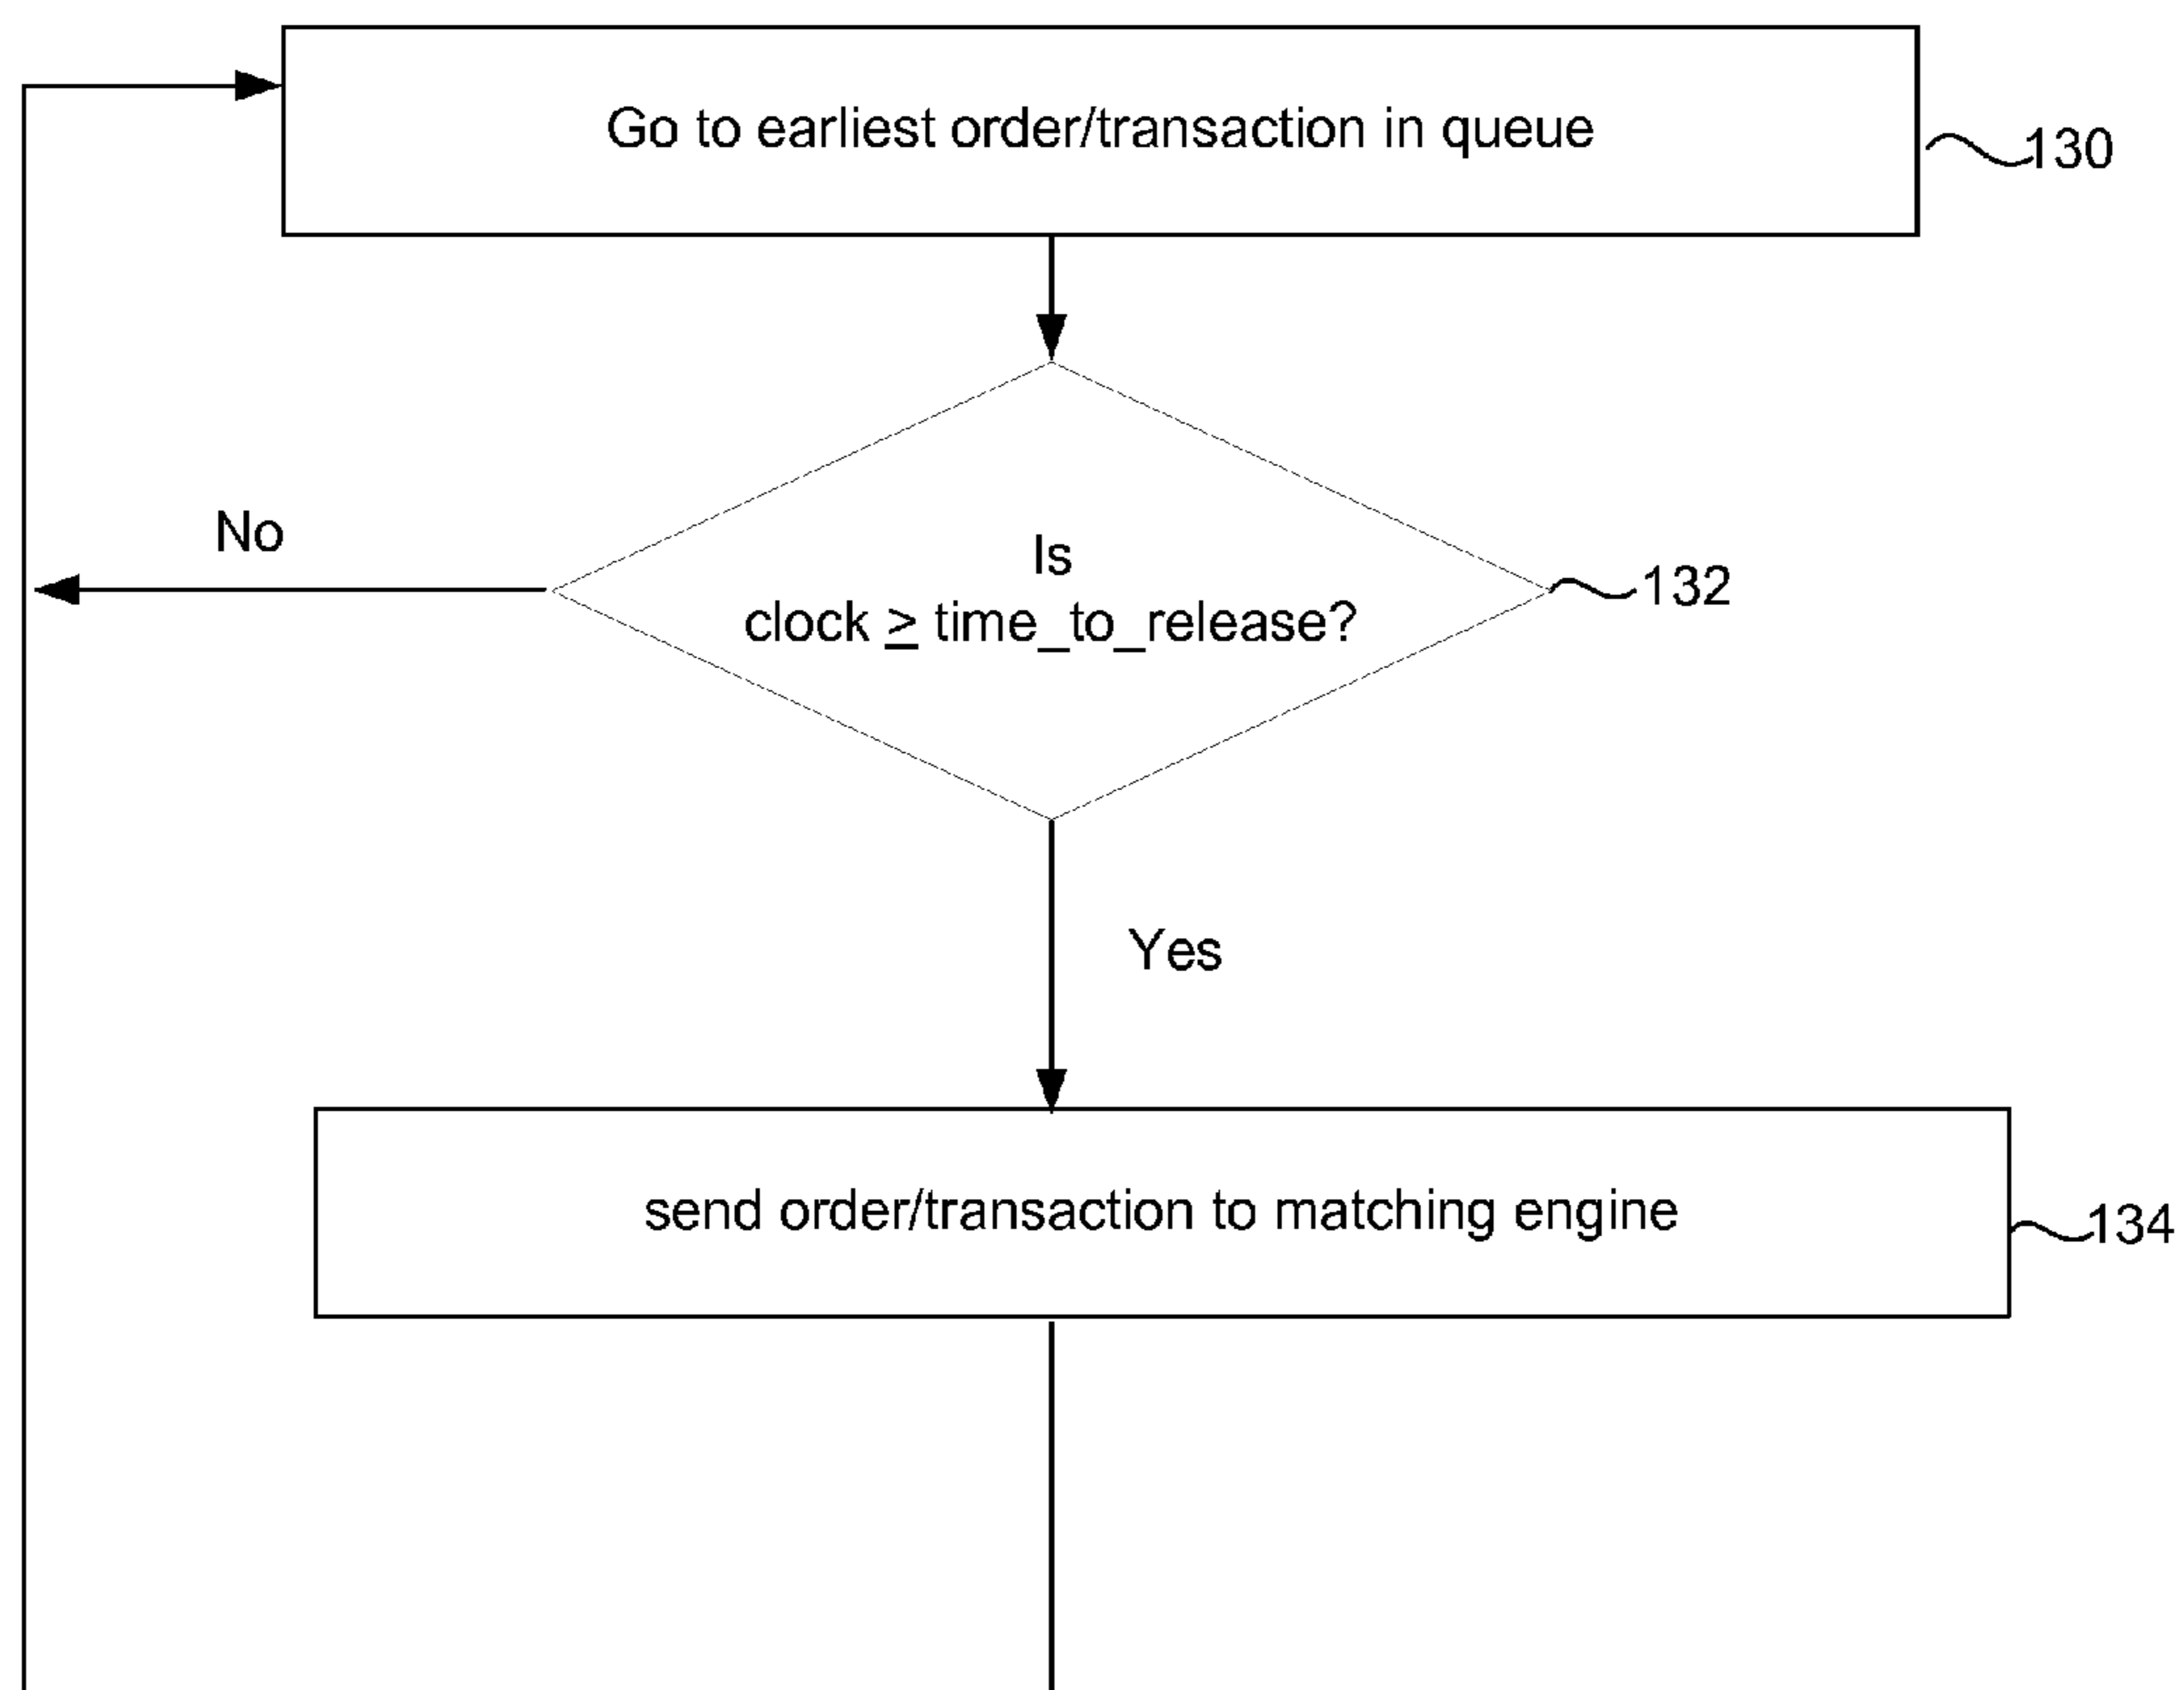 Go to earliest order/transaction in queue
130
No
Is
clock ≥ time_to_release?
132
Yes
send order/transaction to matching engine
134